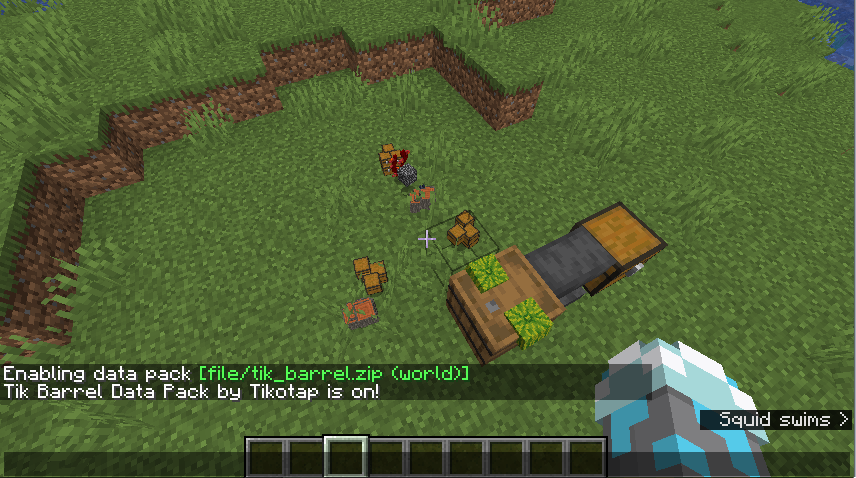 Enabling data pack [file/tik_barrel.zip (world)]
Tik Barrel Data Pack by Tikotap is on!
Squid swims >